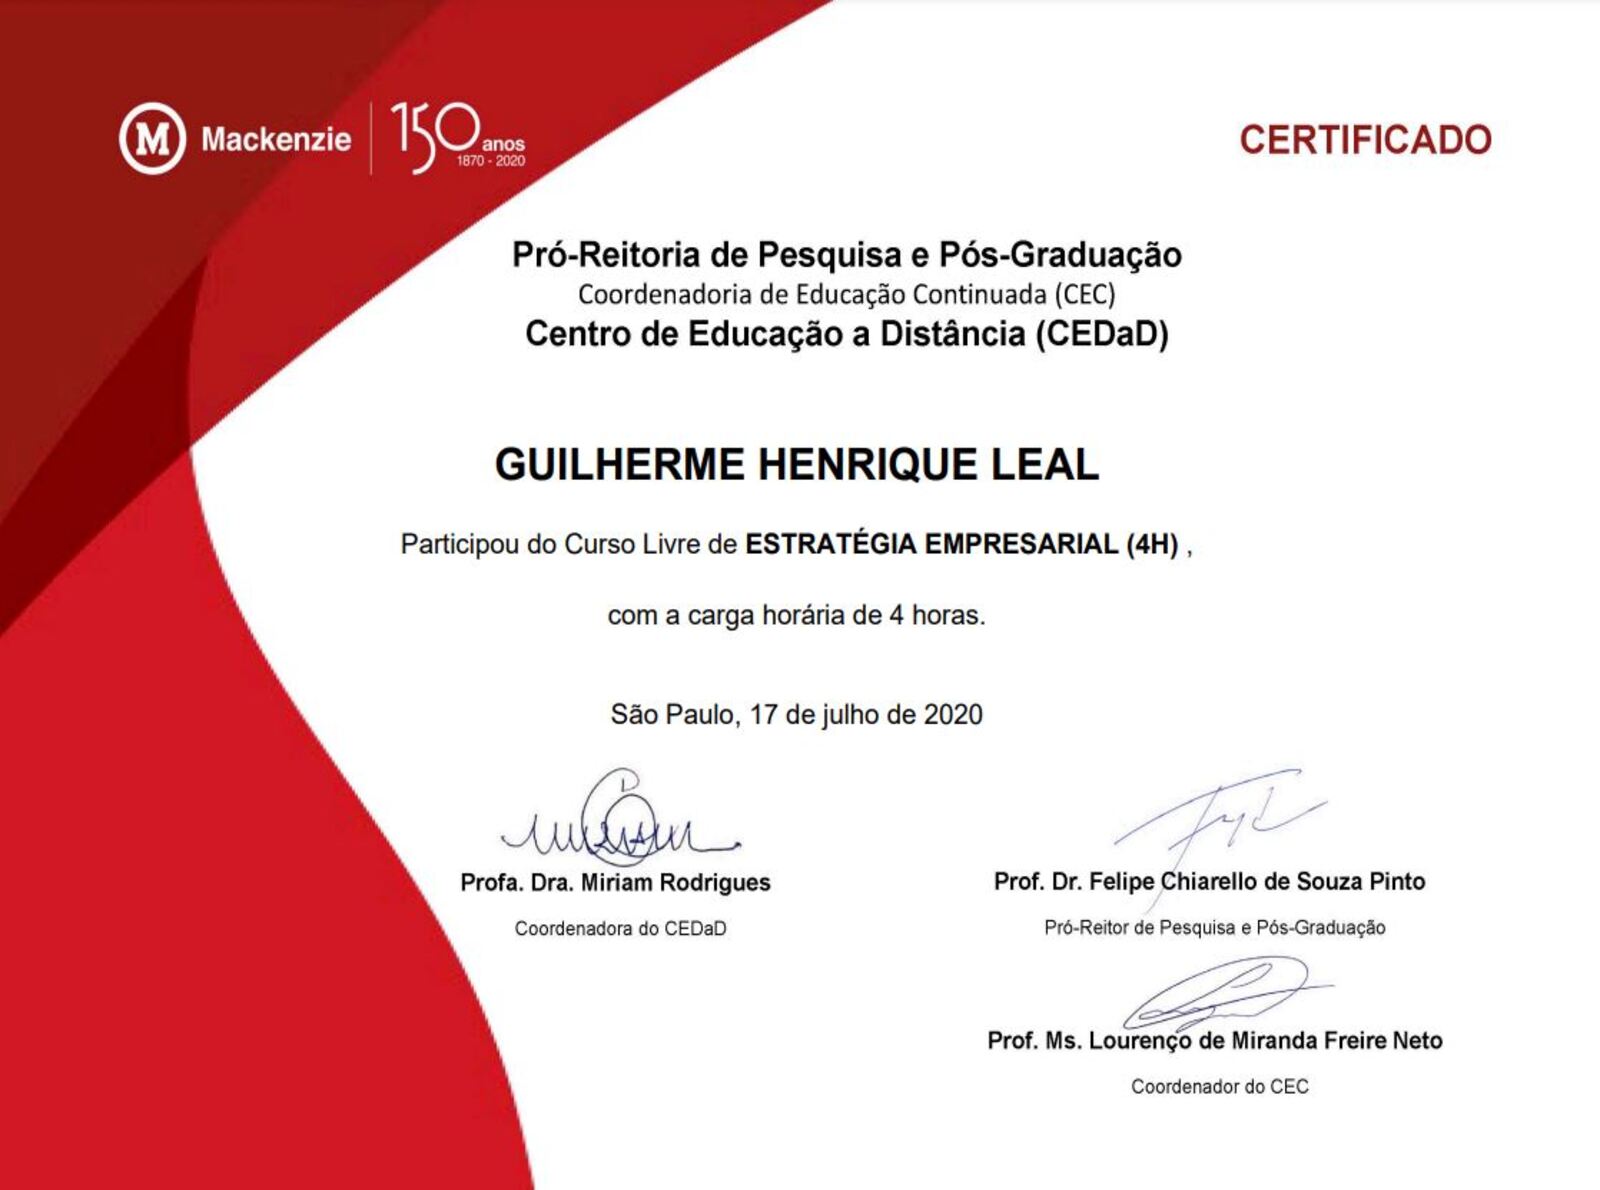 Mackenzie
150 anos
1870 - 2020
CERTIFICADO
Pró-Reitoria de Pesquisa e Pós-Graduação
Coordenadoria de Educação Continuada (CEC)
Centro de Educação a Distância (CEDaD)
GUILHERME HENRIQUE LEAL
Participou do Curso Livre de ESTRATÉGIA EMPRESARIAL (4H) ,
com a carga horária de 4 horas.
São Paulo, 17 de julho de 2020
Profa. Dra. Miriam Rodrigues
Coordenadora do CEDaD
Prof. Dr. Felipe Chiarello de Souza Pinto
Pró-Reitor de Pesquisa e Pós-Graduação
Prof. Ms. Lourenço de Miranda Freire Neto
Coordenador do CEC